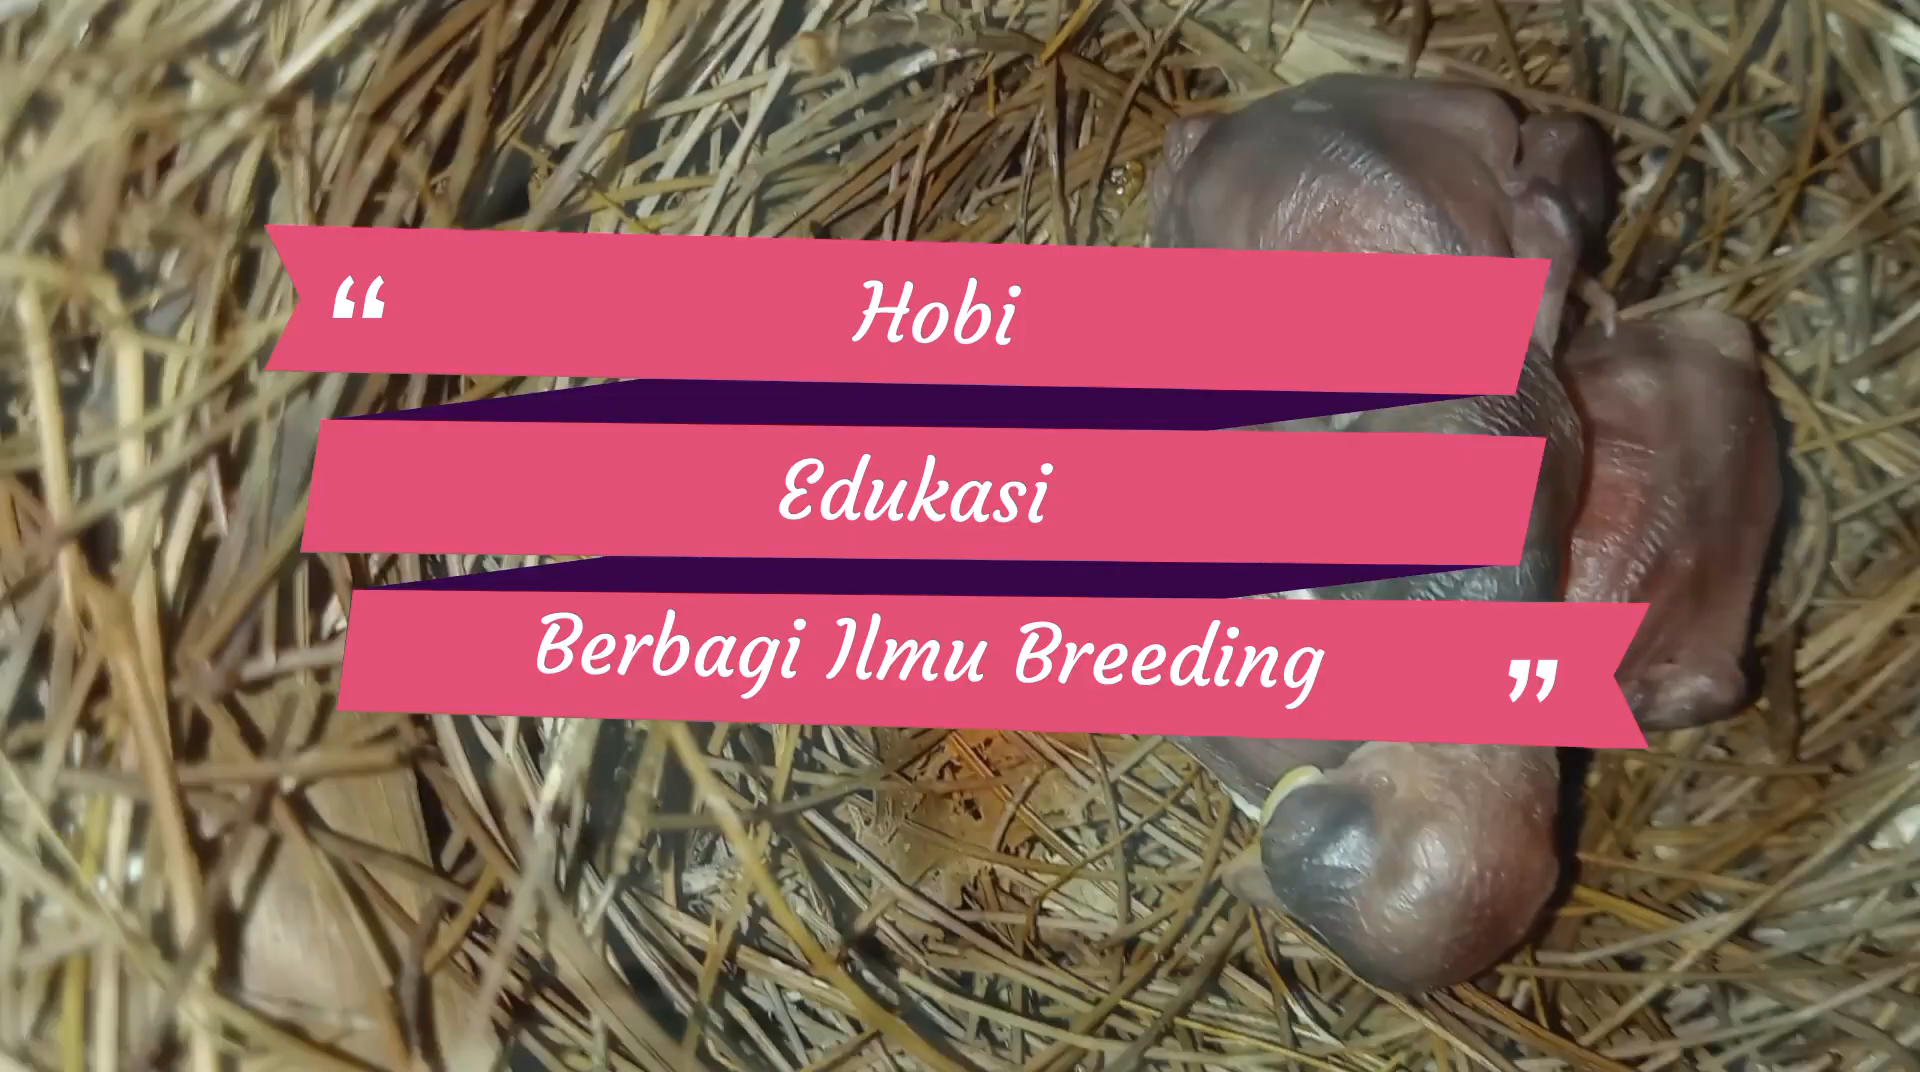 “ Hobi
Edukasi
Berbagi Ilmu Breeding ”